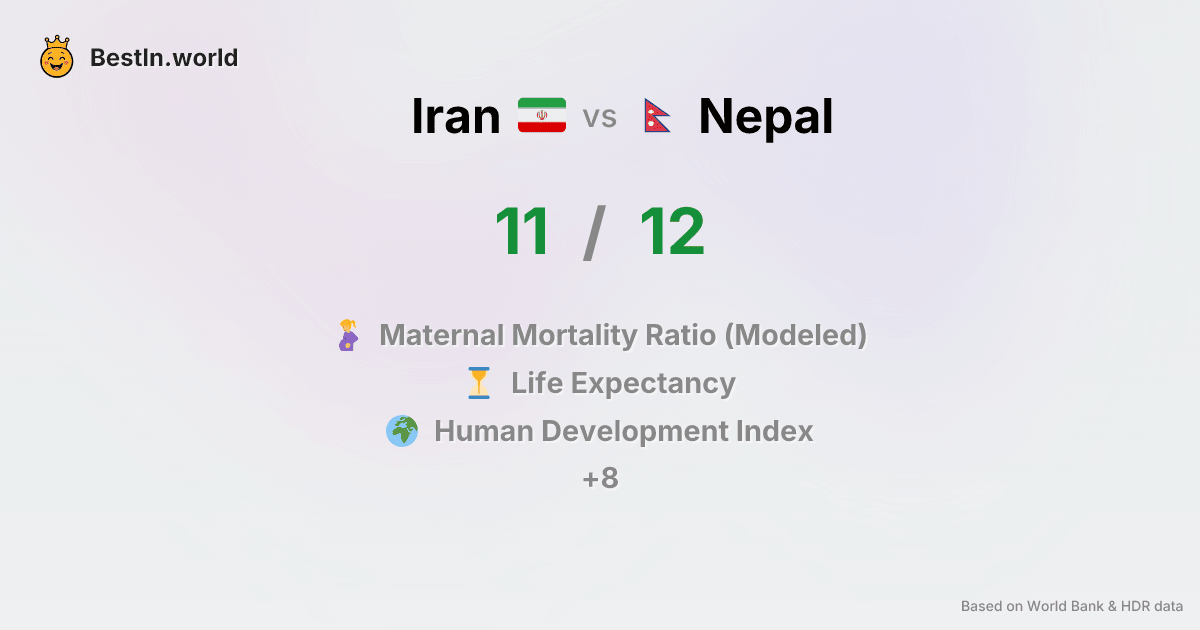 BestIn.world
Iran vs Nepal
11 / 12
Maternal Mortality Ratio (Modeled)
Life Expectancy
Human Development Index
+8
Based on World Bank & HDR data